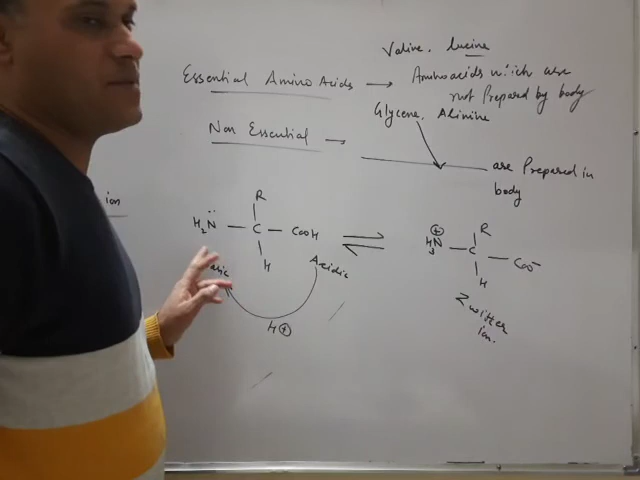 Valine. lucine
Essential Amino Acids → Aminoacids which are
not Prepared by body
Glycene, Alinine
Non Essential → ——— are Prepared in
body
ion
R
H₂N̈ — C — COOH ⇌
H
Acidic
H⊕
R
⊕
H₃N — C — COO⁻
H
Zwitter
ion.